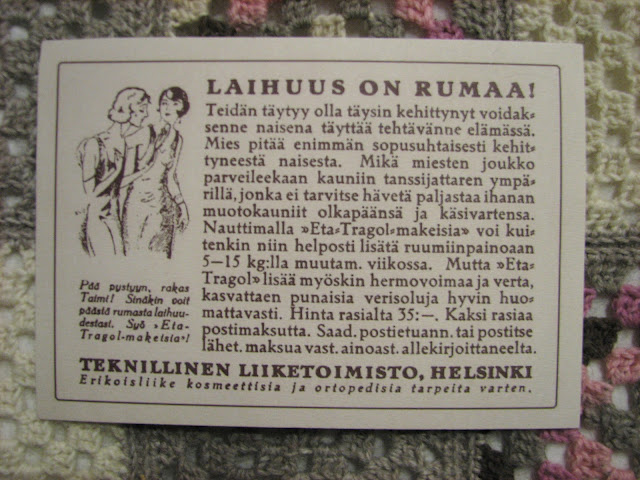 LAIHUUS ON RUMAA!
Teidän täytyy olla täysin kehittynyt voidak=
senne naisena täyttää tehtävänne elämässä.
Mies pitää enimmän sopusuhtaisesti kehit=
tyneestä naisesta. Mikä miesten joukko
parveileekaan kauniin tanssijattaren ympä=
rillä, jonka ei tarvitse hävetä paljastaa ihanan
muotokauniit olkapäänsä ja käsivartensa.
Nauttimalla »Eta=Tragol=makeisia» voi kui=
tenkin niin helposti lisätä ruumiinpainoaan
5—15 kg:lla muutam. viikossa. Mutta »Eta=
Tragol» lisää myöskin hermovoimaa ja verta,
kasvattaen punaisia verisoluja hyvin huo=
mattavasti. Hinta rasialta 35:—. Kaksi rasiaa
postimaksutta. Saad. postietuann. tai postitse
lähet. maksua vast. ainoast. allekirjoittaneelta.
Pää pystyyn, rakas
Taimi! Sinäkin voit
päästä rumasta laihuu-
destasi. Syö »Eta-
Tragol-makeisia»!
TEKNILLINEN LIIKETOIMISTO, HELSINKI
Erikoisliike kosmeettisia ja ortopedisia tarpeita varten.